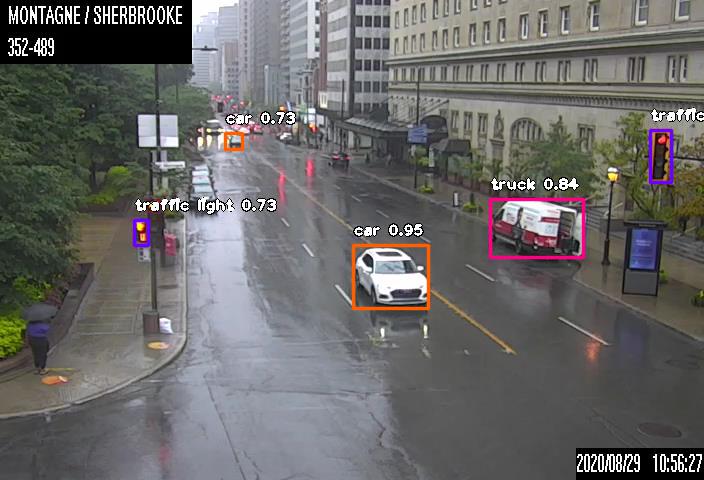 MONTAGNE / SHERBROOKE
352-489
car 0.73
traffic
truck 0.84
traffic light 0.73
car 0.95
2020/08/29 10:56:27